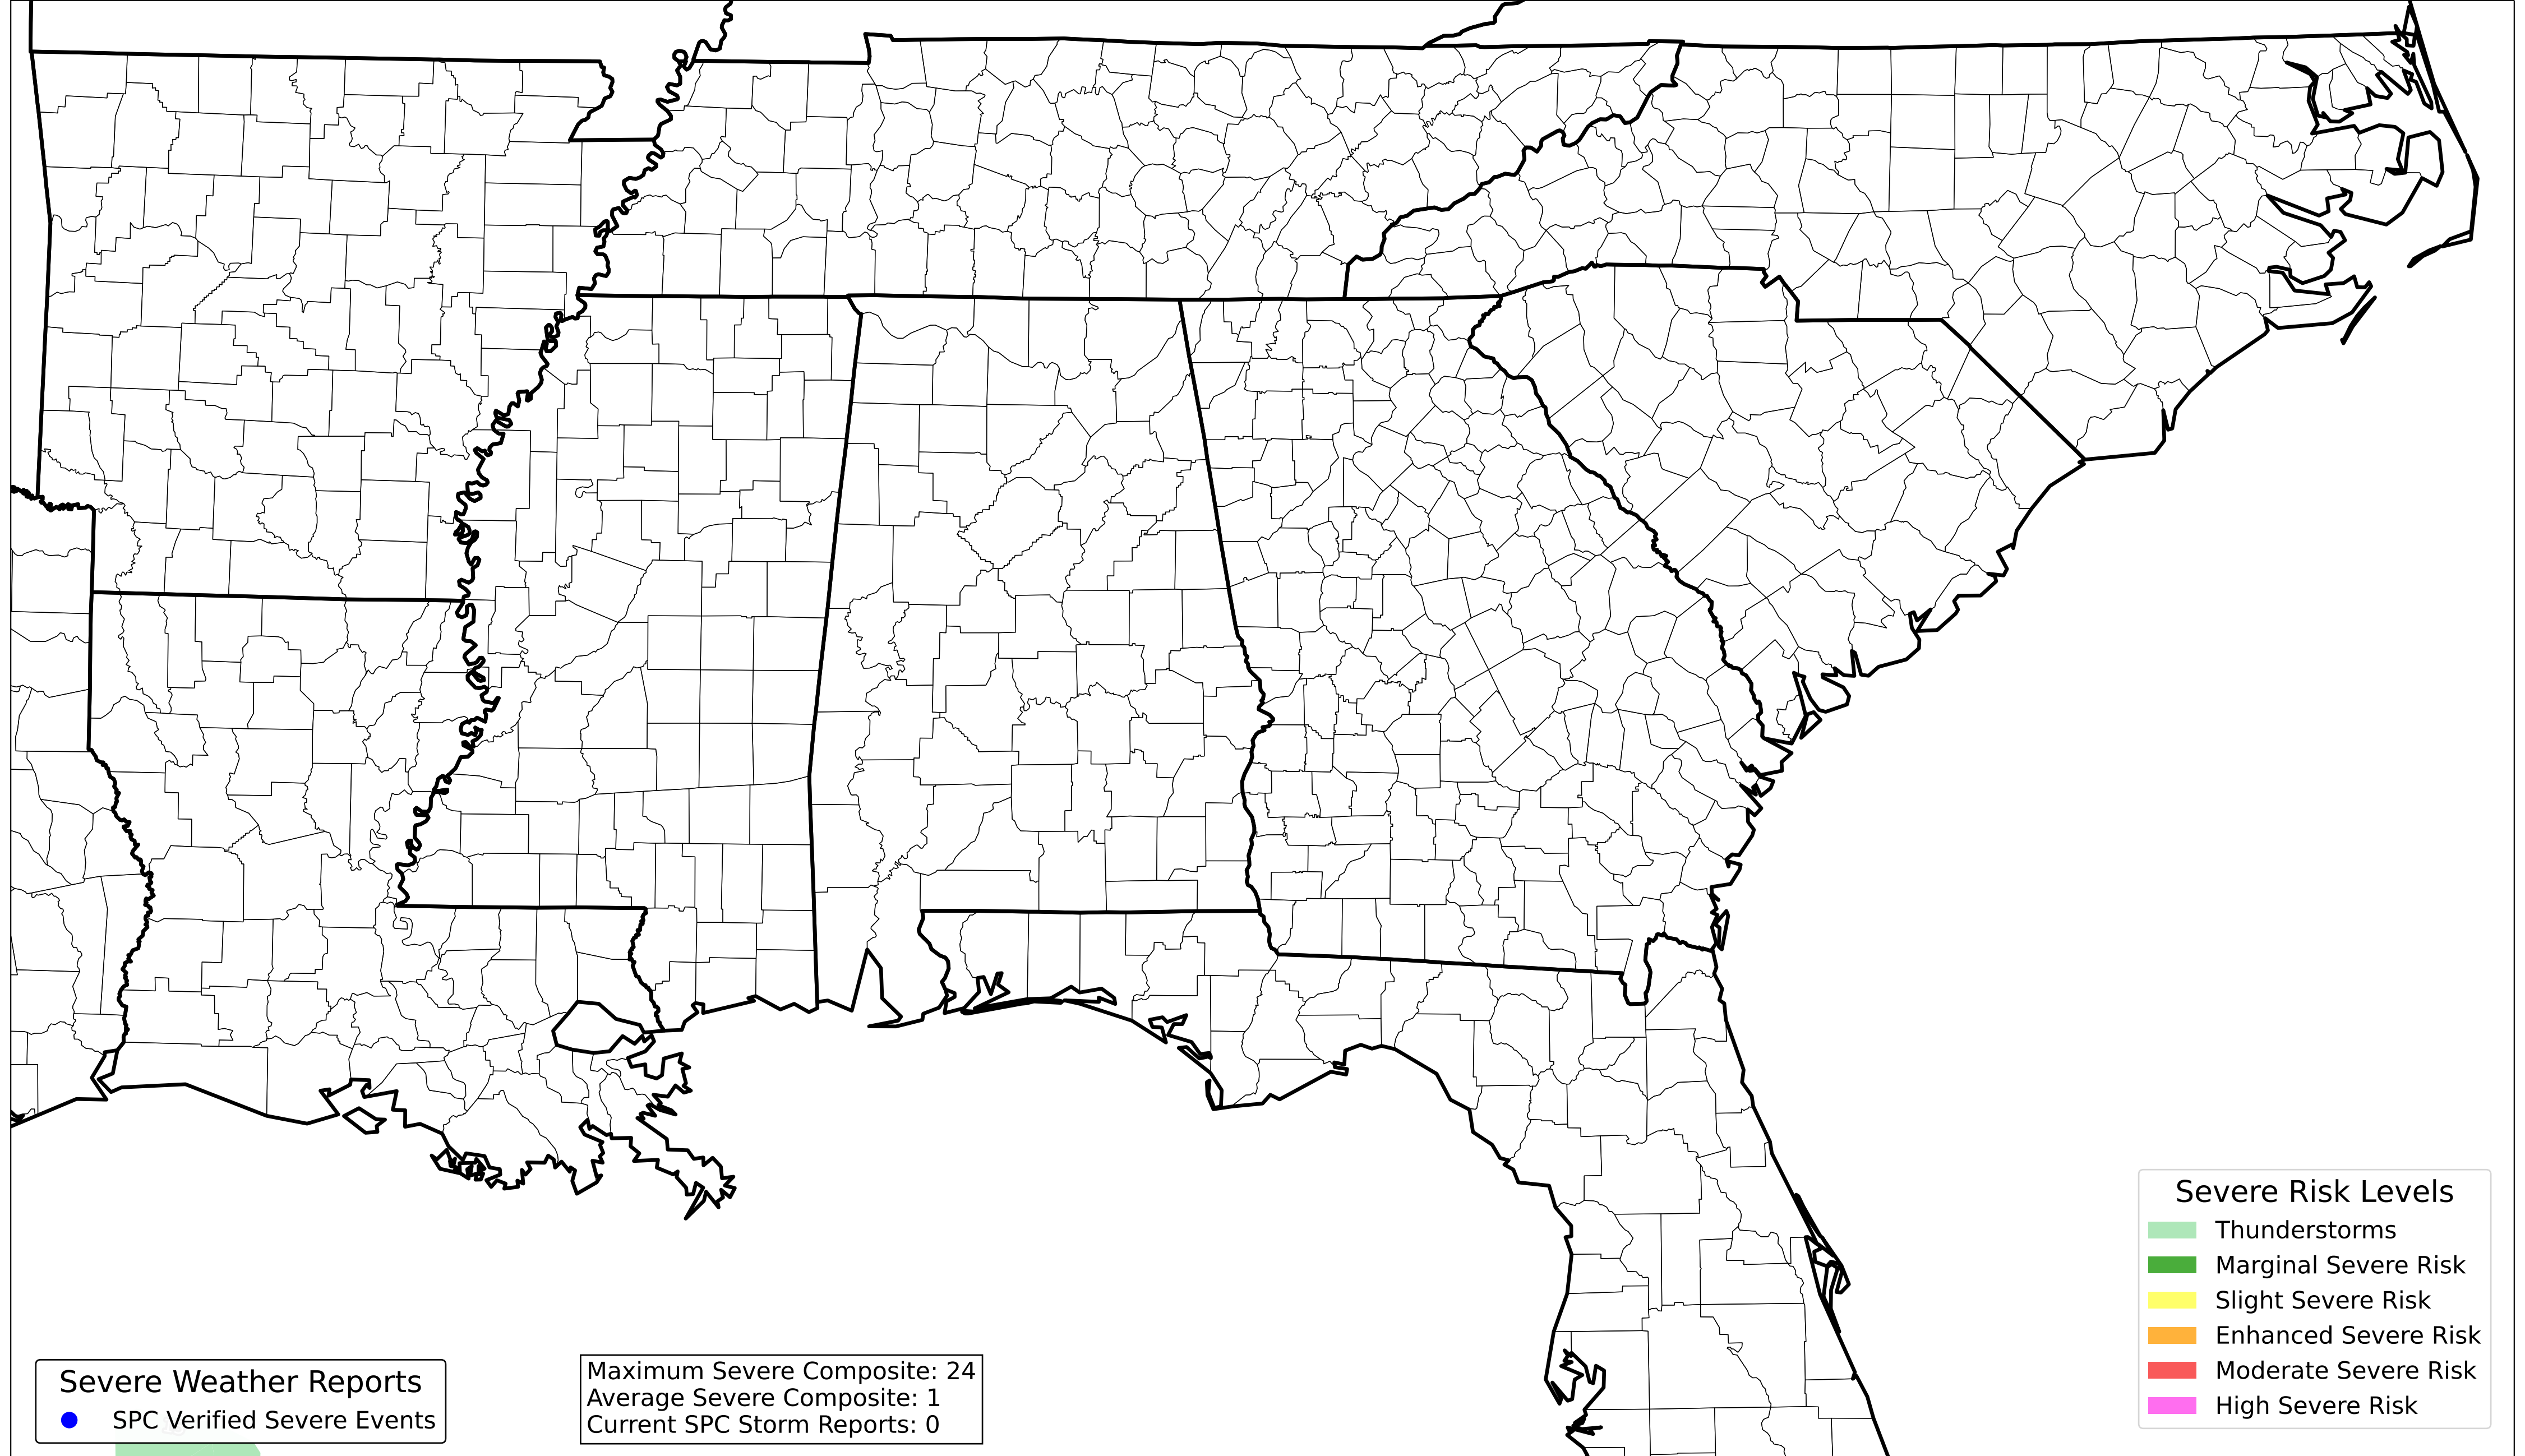 Severe Risk Levels
Thunderstorms
Marginal Severe Risk
Slight Severe Risk
Enhanced Severe Risk
Moderate Severe Risk
High Severe Risk
Severe Weather Reports
SPC Verified Severe Events
Maximum Severe Composite: 24
Average Severe Composite: 1
Current SPC Storm Reports: 0